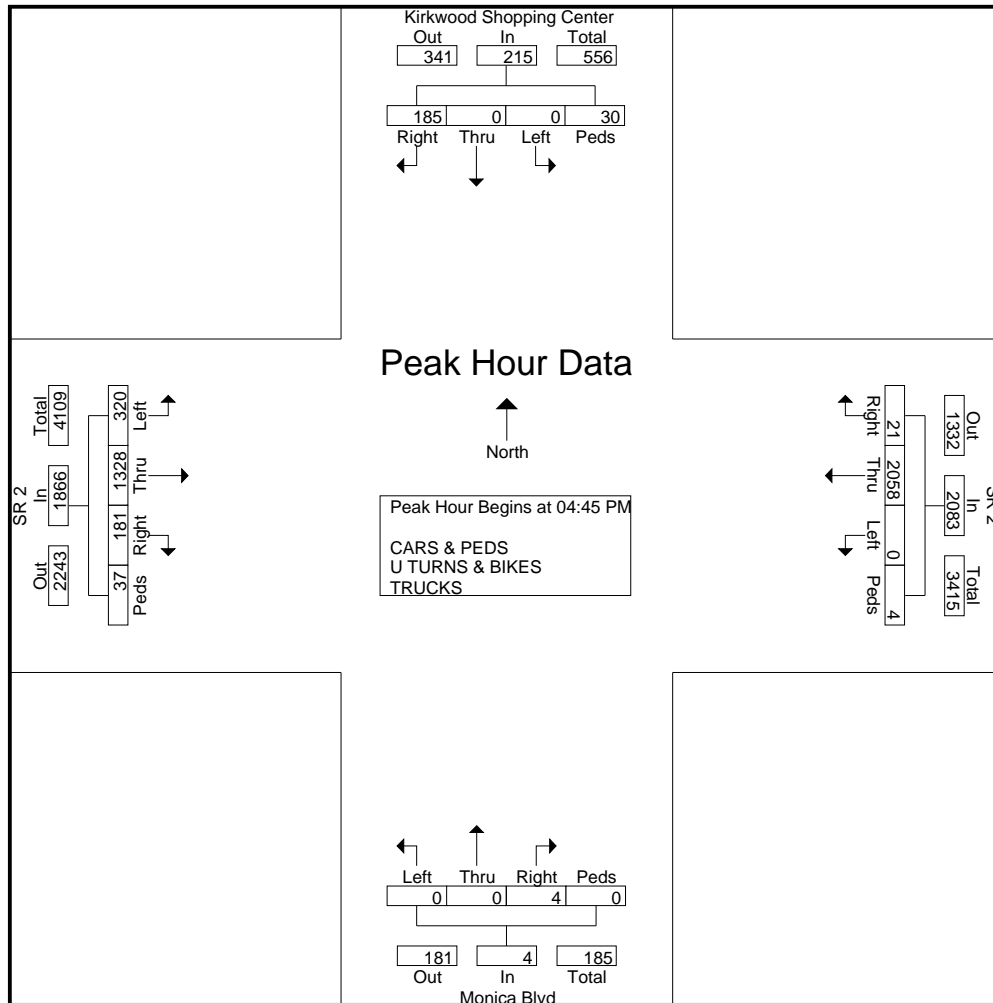 Kirkwood Shopping Center
Out In Total
341 215 556
185 0 0 30
Right Thru Left Peds
Peak Hour Data
North
Peak Hour Begins at 04:45 PM
CARS & PEDS
U TURNS & BIKES
TRUCKS
SR 2
Total In Out
4109 1866 2243
320 1328 181 37
Left Thru Right Peds
Right Thru Left Peds
21 2058 0 4
Out In Total
1332 2083 3415
SR 2
Left Thru Right Peds
0 0 4 0
181 4 185
Out In Total
Monica Blvd